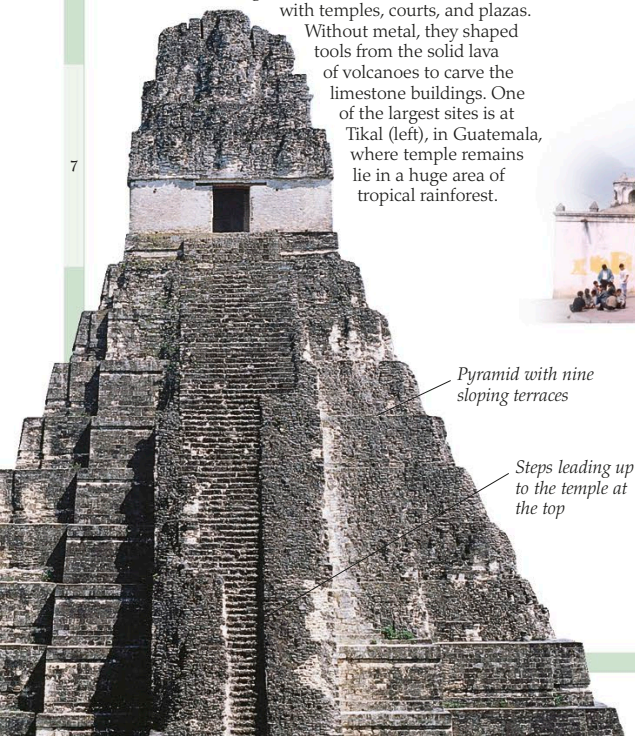 with temples, courts, and plazas.
Without metal, they shaped
tools from the solid lava
of volcanoes to carve the
limestone buildings. One
of the largest sites is at
Tikal (left), in Guatemala,
where temple remains
lie in a huge area of
tropical rainforest.
7
Pyramid with nine
sloping terraces
Steps leading up
to the temple at
the top